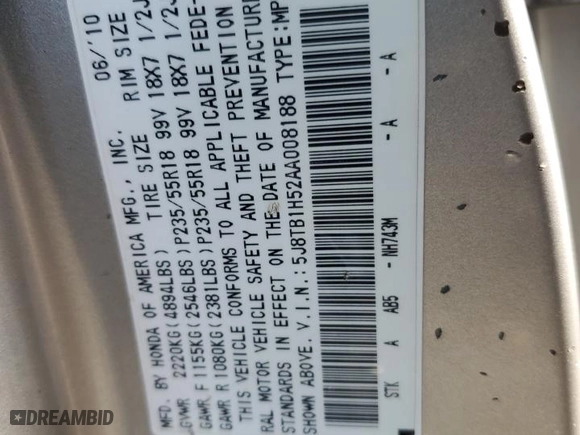 MFD. BY HONDA OF AMERICA MFG., INC. 06/'10
GVWR 2220KG(4894LBS) TIRE SIZE RIM SIZE
GAWR F 1155KG(2546LBS)P235/55R18 99V 18X7 1/2J
GAWR R 1080KG(2381LBS)P235/55R18 99V 18X7 1/2J
THIS VEHICLE CONFORMS TO ALL APPLICABLE FEDE-
RAL MOTOR VEHICLE SAFETY AND THEFT PREVENTION
STANDARDS IN EFFECT ON THE DATE OF MANUFACTURE
SHOWN ABOVE. V.I.N.: 5J8TB1H52AA008188 TYPE: MP
STK A AB5 - NH743M - A - A
DREAMBID